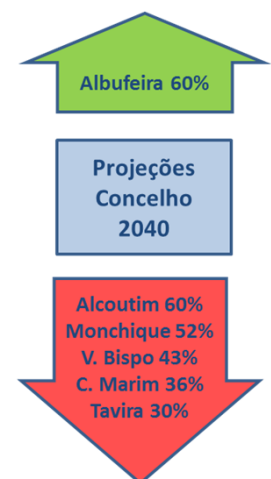 Albufeira 60%
Projeções
Concelho
2040
Alcoutim 60%
Monchique 52%
V. Bispo 43%
C. Marim 36%
Tavira 30%